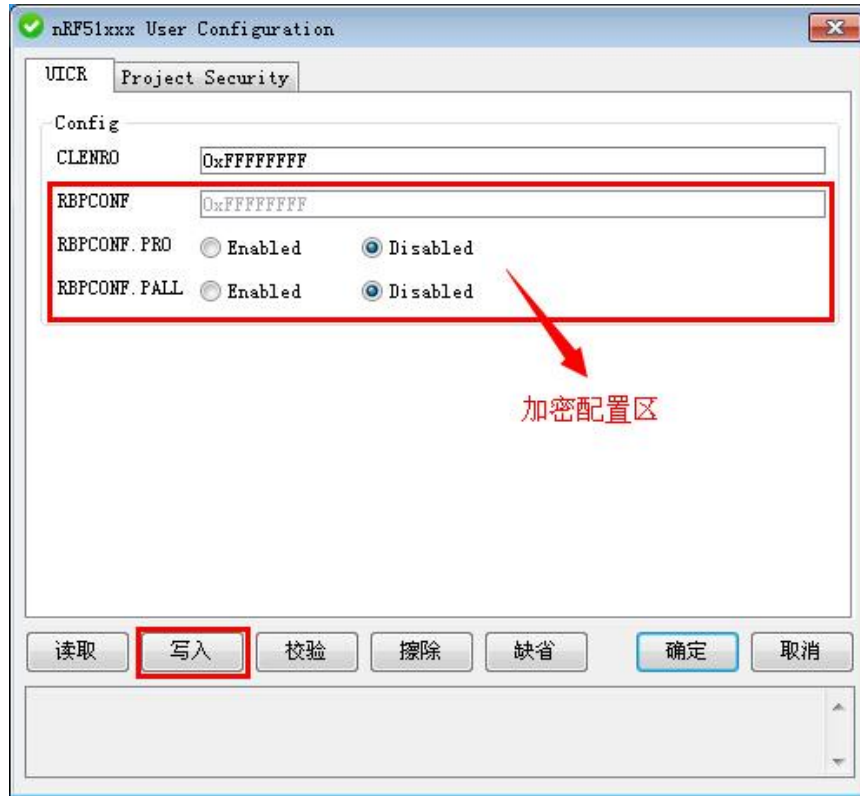 nRF51xxx User Configuration
UICR Project Security
Config
CLENR0 0xFFFFFFFF
RBPCONF 0xFFFFFFFF
RBPCONF.PR0 Enabled Disabled
RBPCONF.PALL Enabled Disabled
加密配置区
读取 写入 校验 擦除 缺省 确定 取消